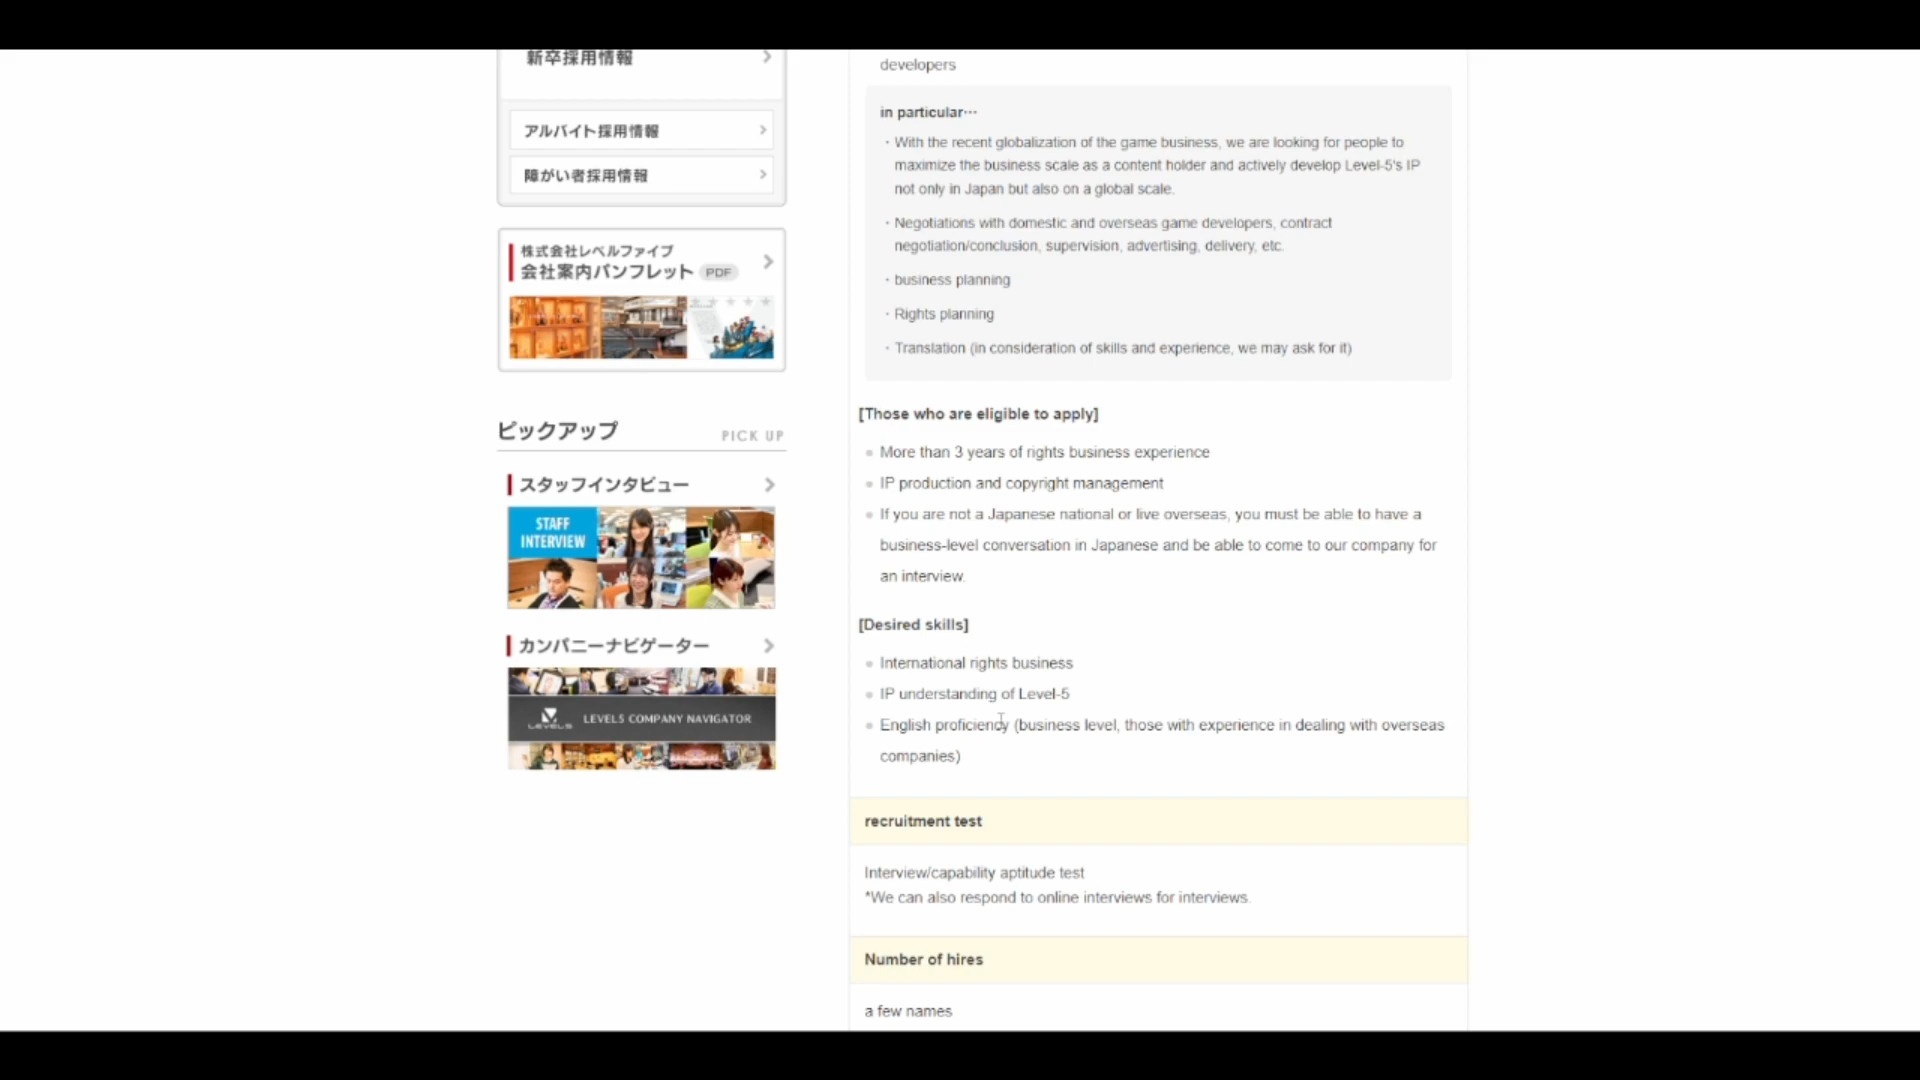 新卒採用情報
アルバイト採用情報
障がい者採用情報
株式会社レベルファイブ
会社案内パンフレット PDF
ピックアップ PICK UP
スタッフインタビュー
STAFF
INTERVIEW
カンパニーナビゲーター
LEVEL5 LEVEL5 COMPANY NAVIGATOR
developers
in particular···
・With the recent globalization of the game business, we are looking for people to
maximize the business scale as a content holder and actively develop Level-5's IP
not only in Japan but also on a global scale.
・Negotiations with domestic and overseas game developers, contract
negotiation/conclusion, supervision, advertising, delivery, etc.
・business planning
・Rights planning
・Translation (in consideration of skills and experience, we may ask for it)
[Those who are eligible to apply]
More than 3 years of rights business experience
IP production and copyright management
If you are not a Japanese national or live overseas, you must be able to have a
business-level conversation in Japanese and be able to come to our company for
an interview.
[Desired skills]
International rights business
IP understanding of Level-5
English proficiency (business level, those with experience in dealing with overseas
companies)
recruitment test
Interview/capability aptitude test
*We can also respond to online interviews for interviews.
Number of hires
a few names